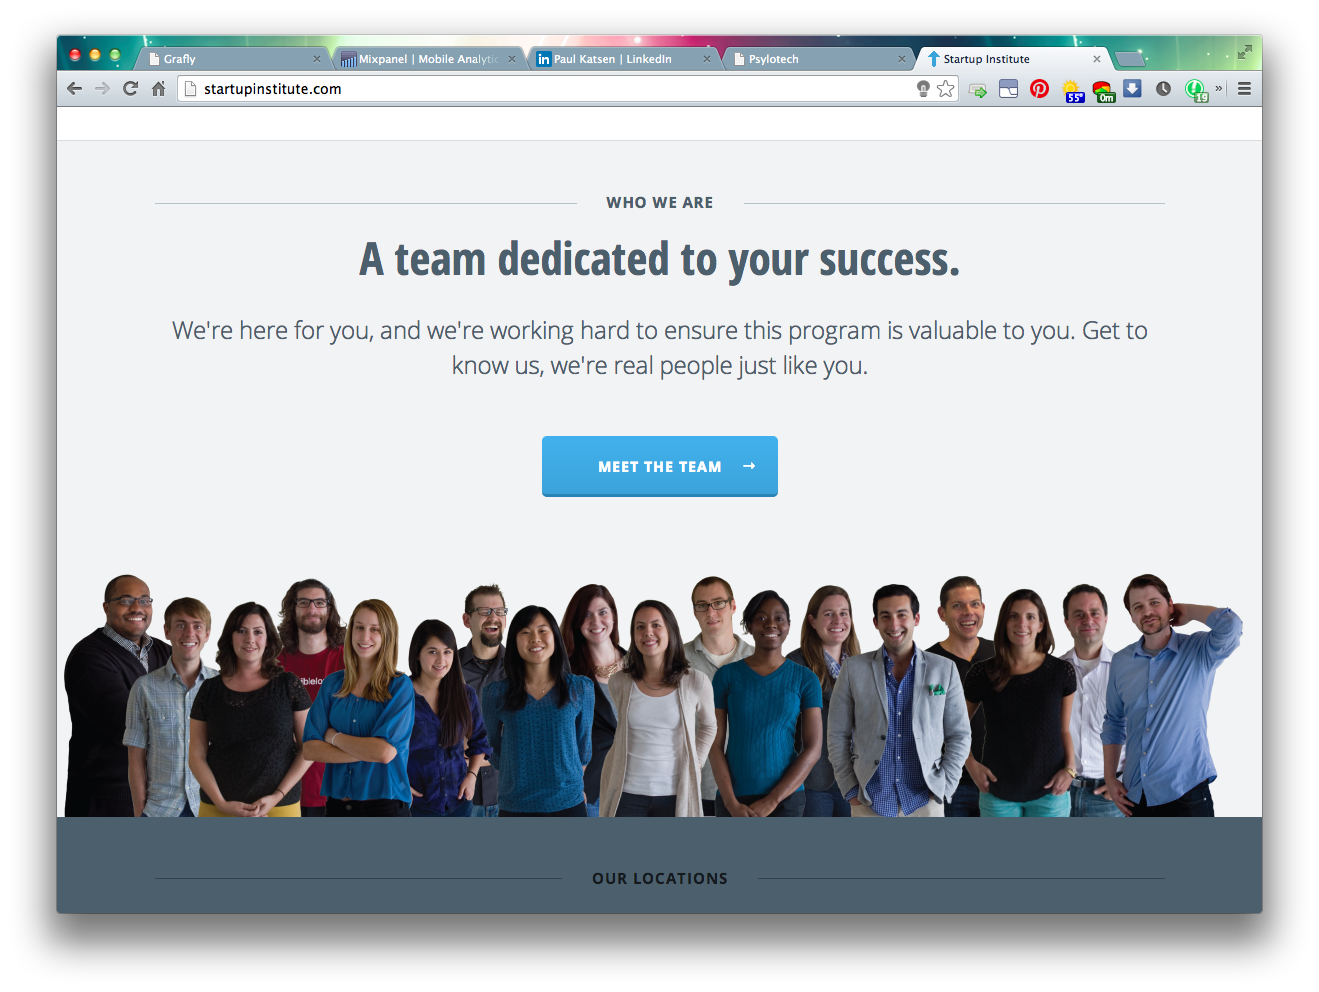 Grafly
Mixpanel | Mobile Analytic
in Paul Katsen | LinkedIn
Psylotech
Startup Institute
startupinstitute.com
55°
0m
19
»
WHO WE ARE
A team dedicated to your success.
We're here for you, and we're working hard to ensure this program is valuable to you. Get to
know us, we're real people just like you.
MEET THE TEAM →
OUR LOCATIONS